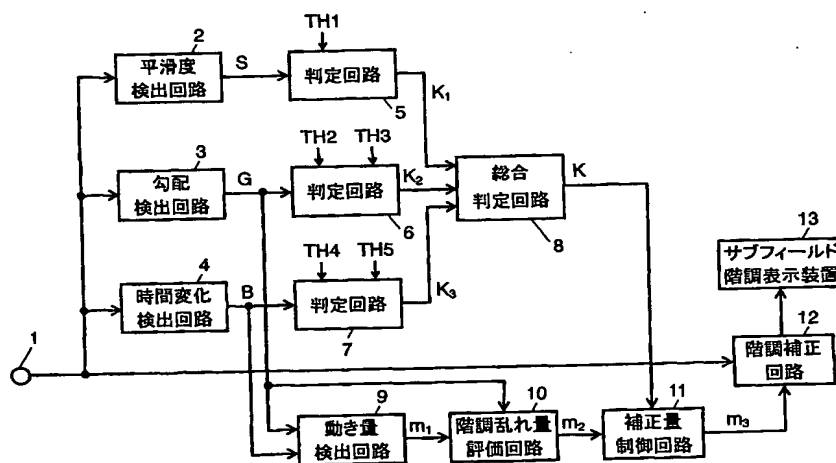 TH1
2
平滑度
検出回路
S
判定回路
5
K1
TH2
TH3
3
勾配
検出回路
G
判定回路
6
K2
総合
判定回路
8
K
TH4
TH5
4
時間変化
検出回路
B
判定回路
7
K3
13
サブフィールド
階調表示装置
12
階調補正
回路
1
9
動き量
検出回路
m1
10
階調乱れ量
評価回路
m2
11
補正量
制御回路
m3